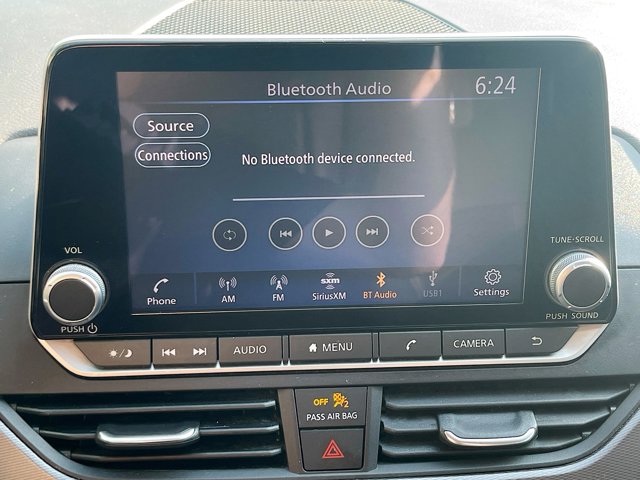 Bluetooth Audio 6:24
Source
Connections
No Bluetooth device connected.
VOL
TUNE·SCROLL
Phone
AM
FM
sxm
SiriusXM
BT Audio
USB1
Settings
PUSH
PUSH SOUND
AUDIO
MENU
CAMERA
OFF 2
PASS AIR BAG